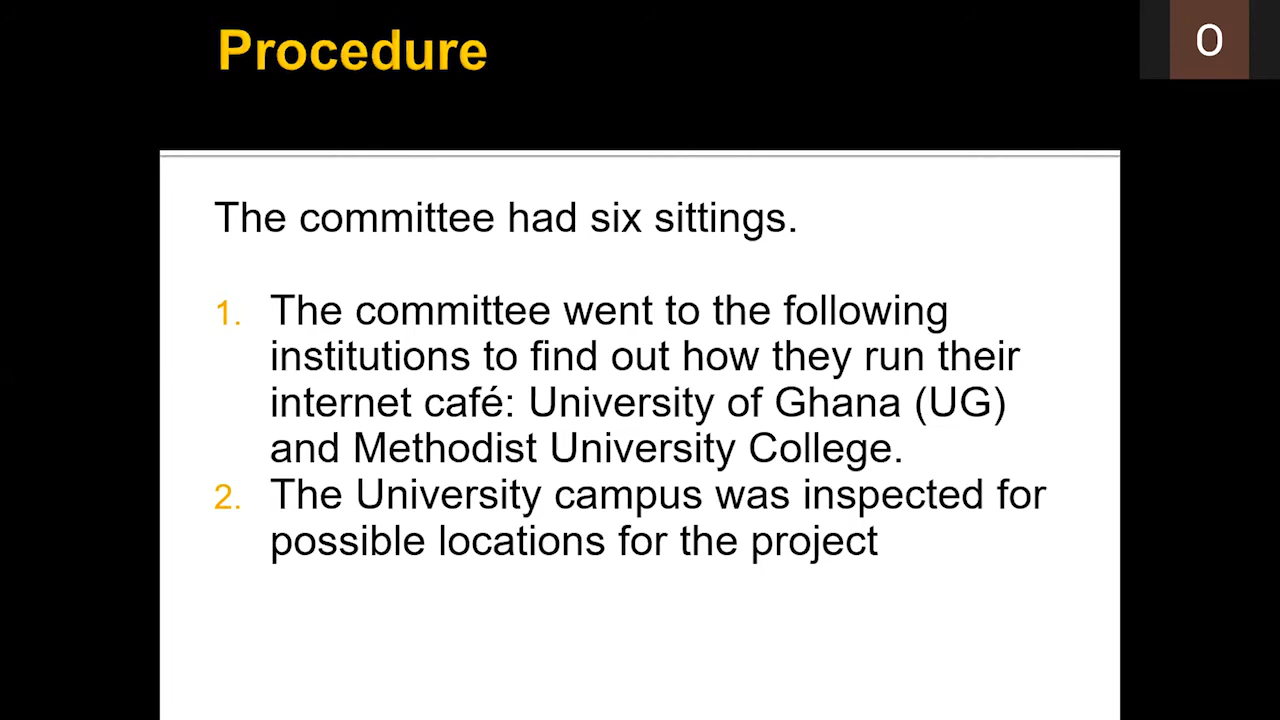 Procedure
O
The committee had six sittings.
1. The committee went to the following
institutions to find out how they run their
internet café: University of Ghana (UG)
and Methodist University College.
2. The University campus was inspected for
possible locations for the project